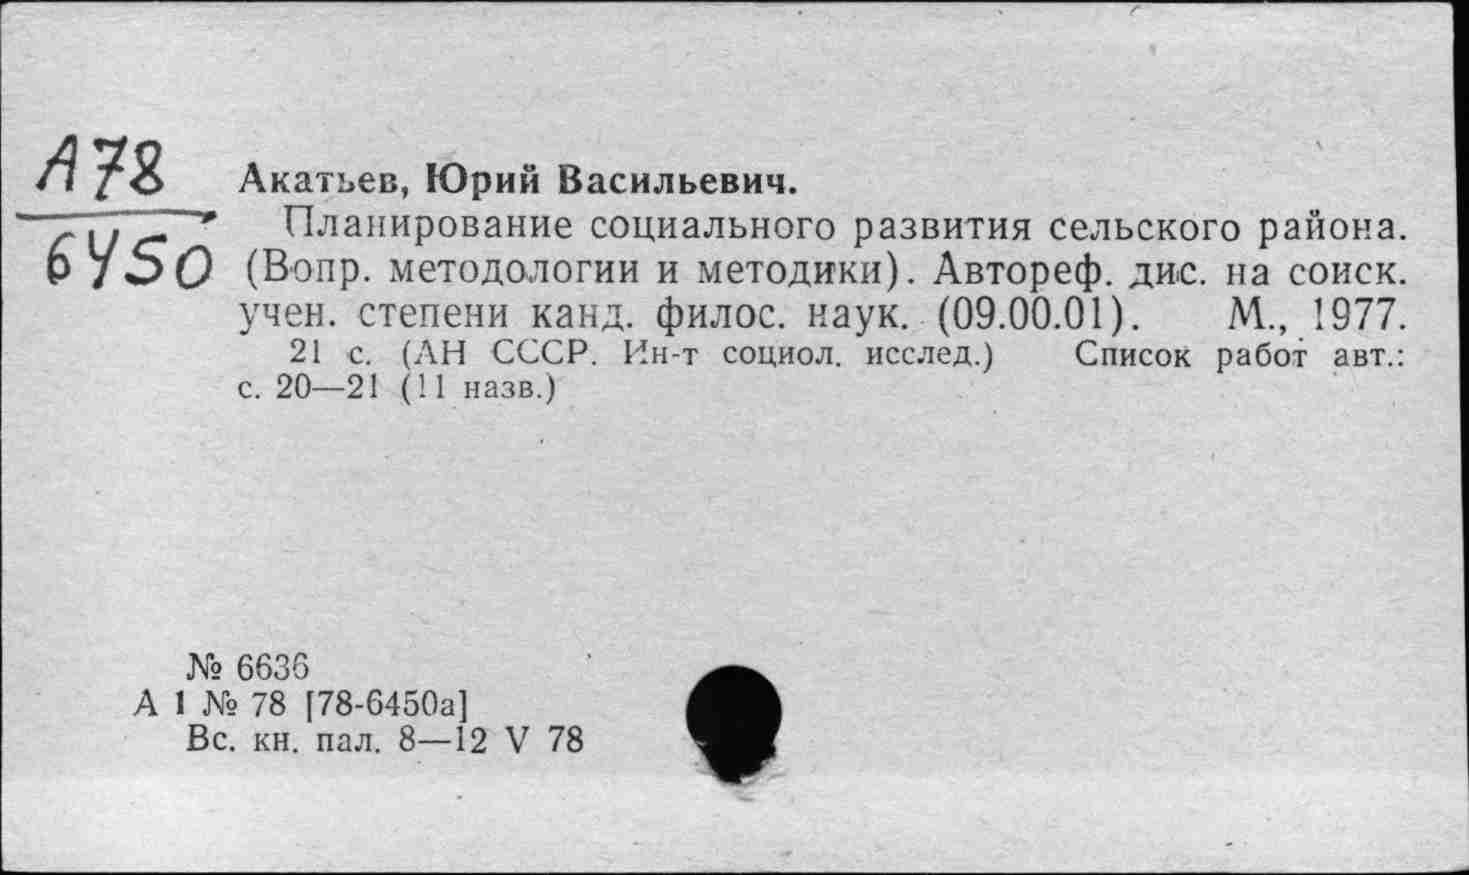 А78
6450
Акатьев, Юрий Васильевич.
Планирование социального развития сельского района.
(Вопр. методологии и методики). Автореф. дис. на соиск.
учен. степени канд. филос. наук. (09.00.01). М., 1977.
21 с. (АН СССР. Ин-т социол. исслед.) Список работ авт.:
с. 20—21 (11 назв.)
№ 6636
А 1 № 78 [78-6450а]
Вс. кн. пал. 8—12 V 78